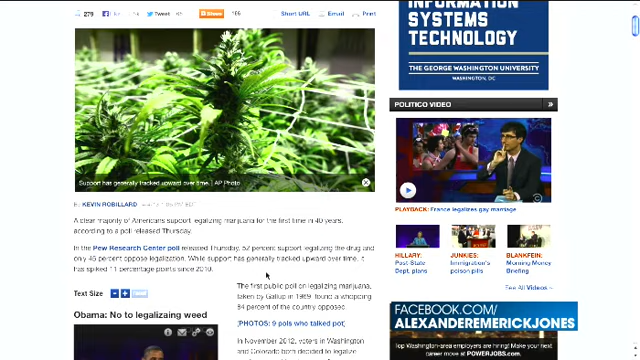 279
Tweet
Share
106
Short URL
Email
Print
Support has generally tracked upward over time. | AP Photo
By KEVIN ROBILLARD
A clear majority of Americans support legalizing marijuana for the first time in 40 years,
according to a poll released Thursday.
In the Pew Research Center poll released Thursday, 52 percent support legalizing the drug and
only 45 percent oppose legalization. While support has generally tracked upward over time, it
has spiked 11 percentage points since 2010.
Text Size
reset
Obama: No to legalizaing weed
The first public poll on legalizing marijuana,
taken by Gallup in 1969, found a whopping
84 percent of the country opposed.
(PHOTOS: 9 pols who talked pot)
In November 2012, voters in Washington
and Colorado both decided to legalize
INFORMATION
SYSTEMS
TECHNOLOGY
THE GEORGE WASHINGTON UNIVERSITY
WASHINGTON, DC
POLITICO VIDEO
PLAYBACK: France legalizes gay marriage
HILLARY:
Post-State
Dept. plans
JUNKIES:
Immigration's
poison pills
BLANKFEIN:
Morning Money
Briefing
See All Videos »
FACEBOOK.COM/
ALEXANDEREMERICKJONES
Top Washington-area employers are hiring! Make your next
career move at POWERJOBS.com.